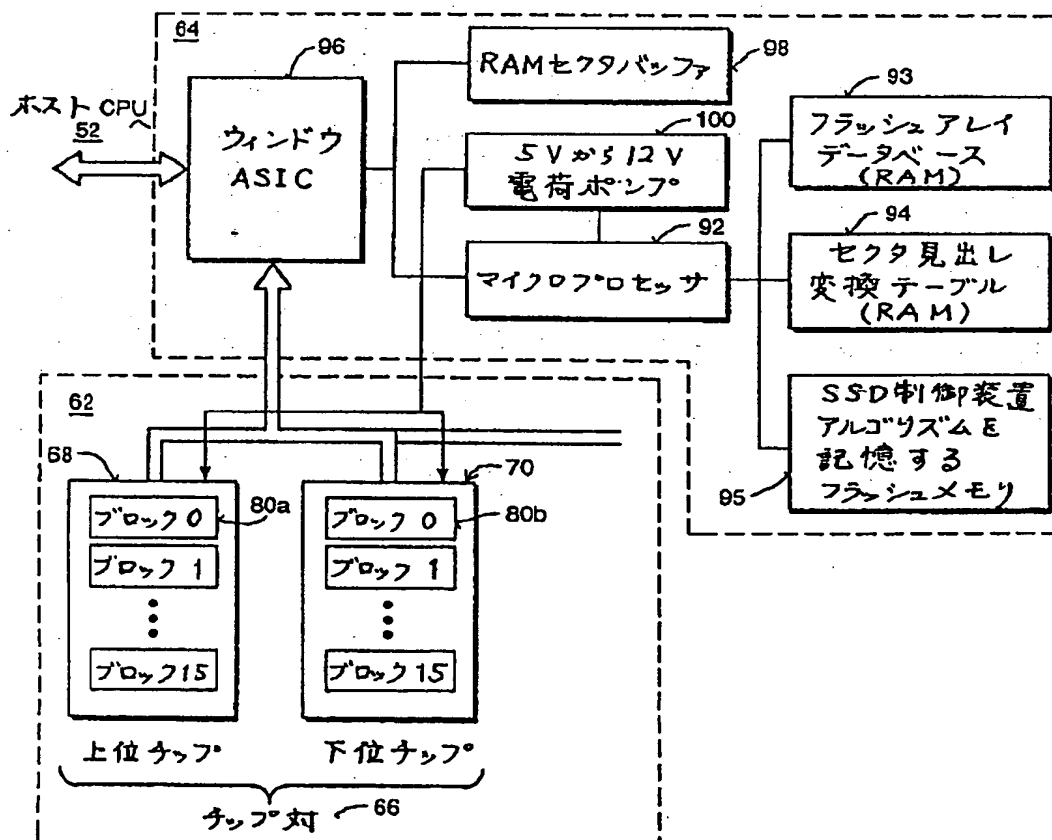 64
96
ホストCPU
52
ウィンドウ
ASIC
RAMセクタバッファ
98
100
5Vから12V
電荷ポンプ
92
マイクロプロセッサ
93
フラッシュアレイ
データベース
(RAM)
94
セクタ見出し
変換テーブル
(RAM)
SSD制御装置
アルゴリズムを
記憶する
フラッシュメモリ
95
62
68
70
ブロック0
80a
ブロック0
80b
ブロック1
ブロック1
ブロック15
ブロック15
上位チップ
下位チップ
チップ対
66